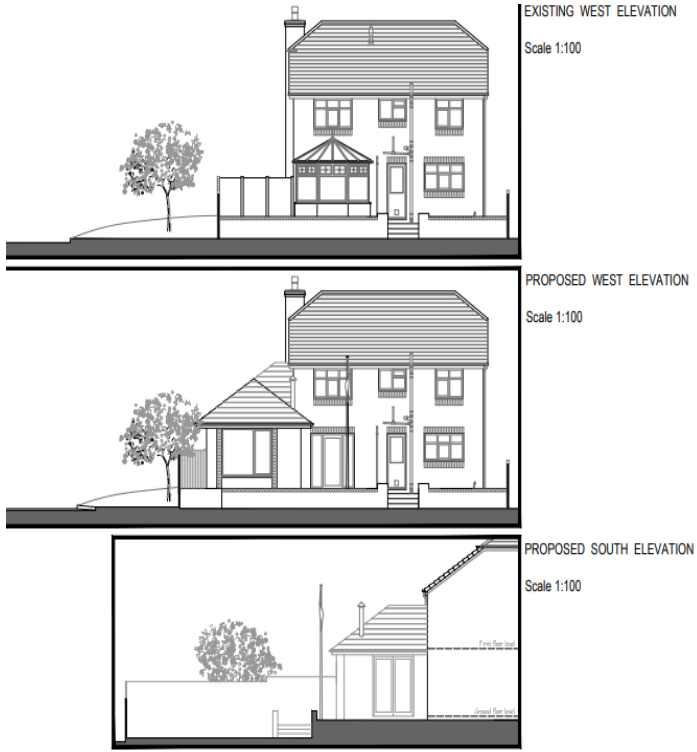 EXISTING WEST ELEVATION
Scale 1:100
PROPOSED WEST ELEVATION
Scale 1:100
PROPOSED SOUTH ELEVATION
Scale 1:100
First floor level
Ground floor level